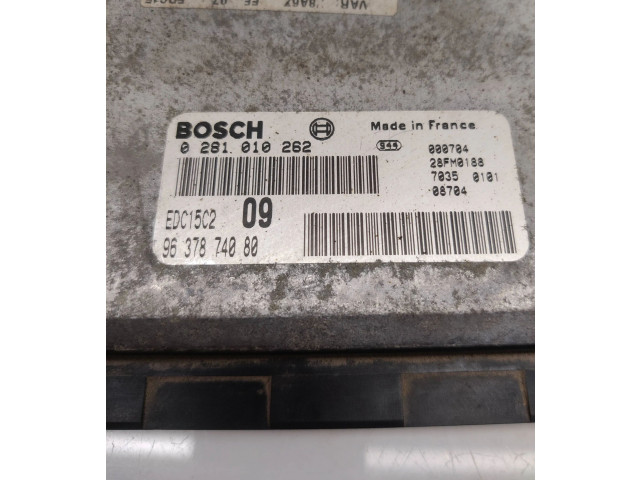 BOSCH Made in France
0 281 010 262 S44 000704
28FM0188
7035 0101
08704
EDC15C2 09
96 378 740 80